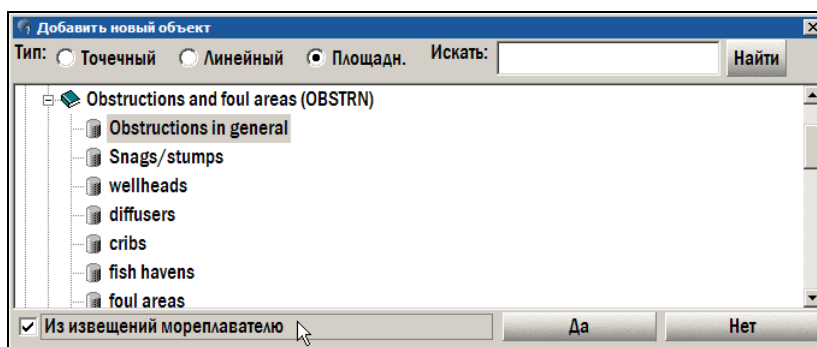 Добавить новый объект
Тип: Точечный Линейный Площадн. Искать: Найти
Obstructions and foul areas (OBSTRN)
Obstructions in general
Snags/stumps
wellheads
diffusers
cribs
fish havens
foul areas
Из извещений мореплавателю Да Нет